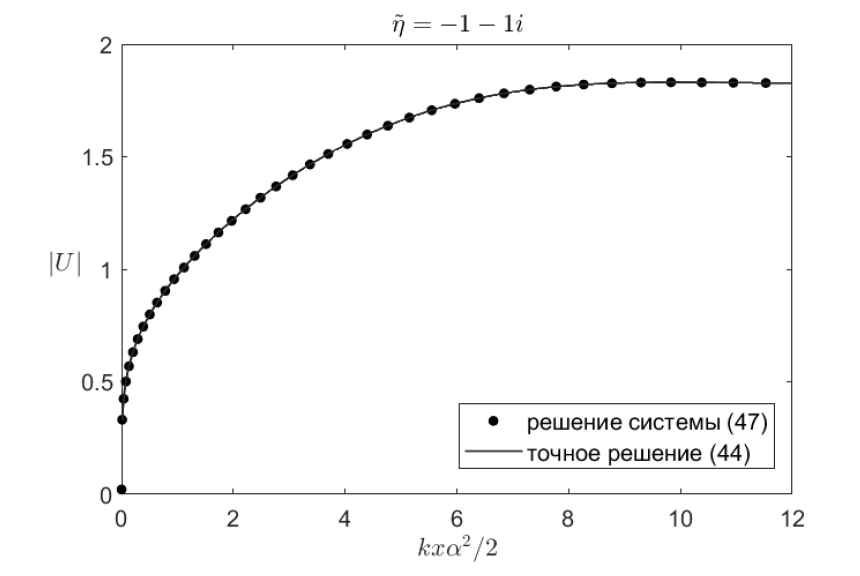 η̃ = −1 − 1i
2
1.5
|U|
1
0.5
решение системы (47)
точное решение (44)
0
0 2 4 6 8 10 12
kxα²/2